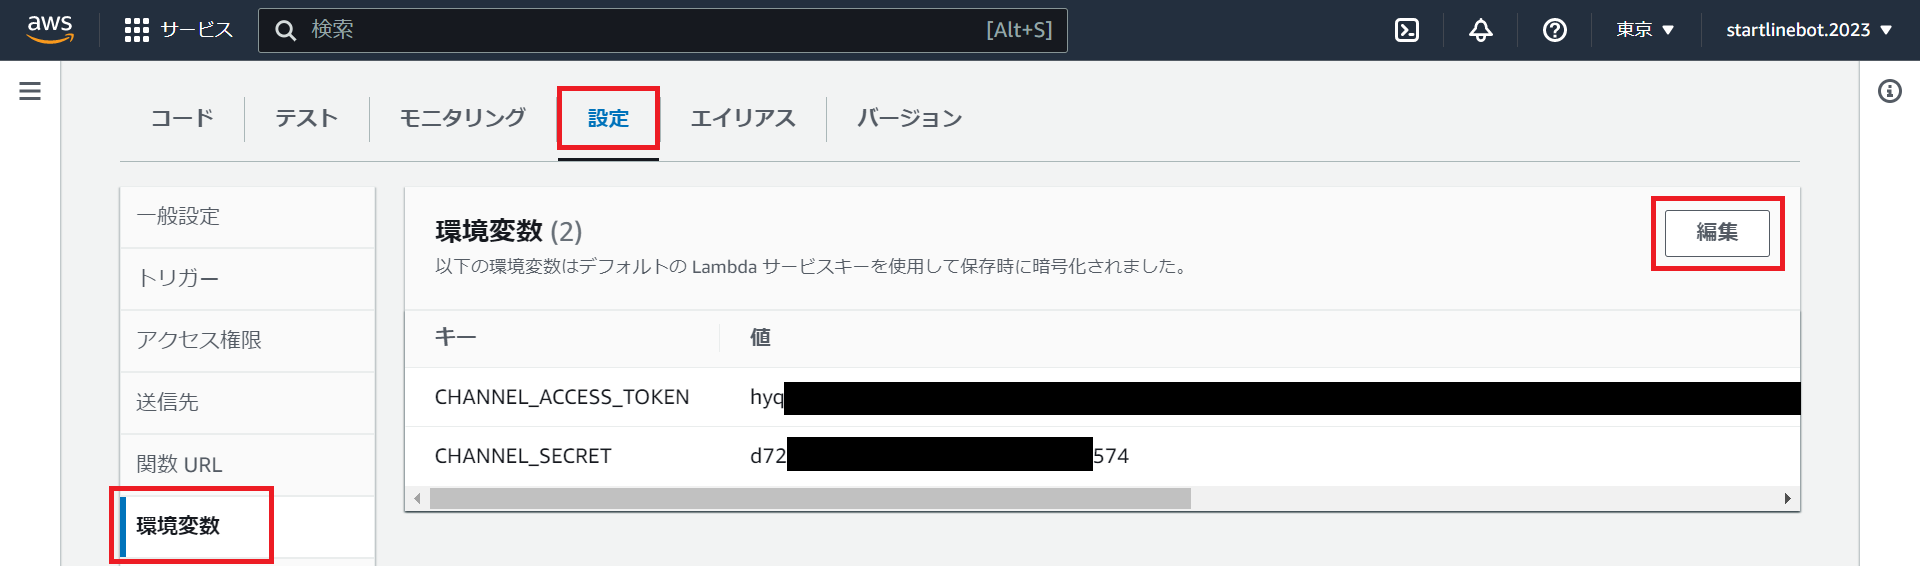 aws サービス 検索 [Alt+S] 東京 startlinebot.2023
コード テスト モニタリング 設定 エイリアス バージョン
一般設定
トリガー
アクセス権限
送信先
関数 URL
環境変数
環境変数 (2)
編集
以下の環境変数はデフォルトの Lambda サービスキーを使用して保存時に暗号化されました。
キー 値
CHANNEL_ACCESS_TOKEN hyq
CHANNEL_SECRET d72 574